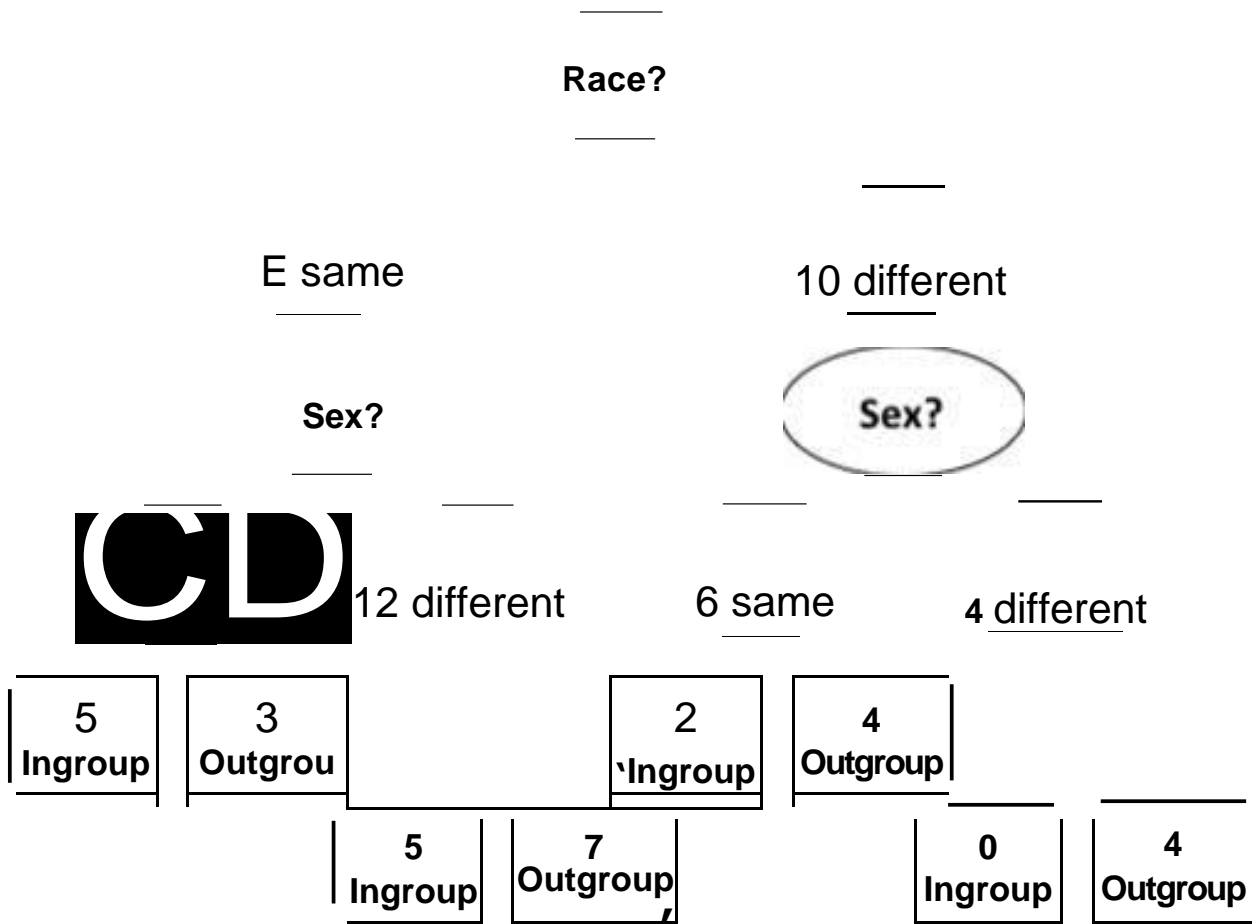 Race?
E same
10 different
Sex?
Sex?
CD
12 different
6 same
4 different
5
Ingroup
3
Outgrou
2
‵Ingroup
4
Outgroup
5
Ingroup
7
Outgroup,
0
Ingroup
4
Outgroup